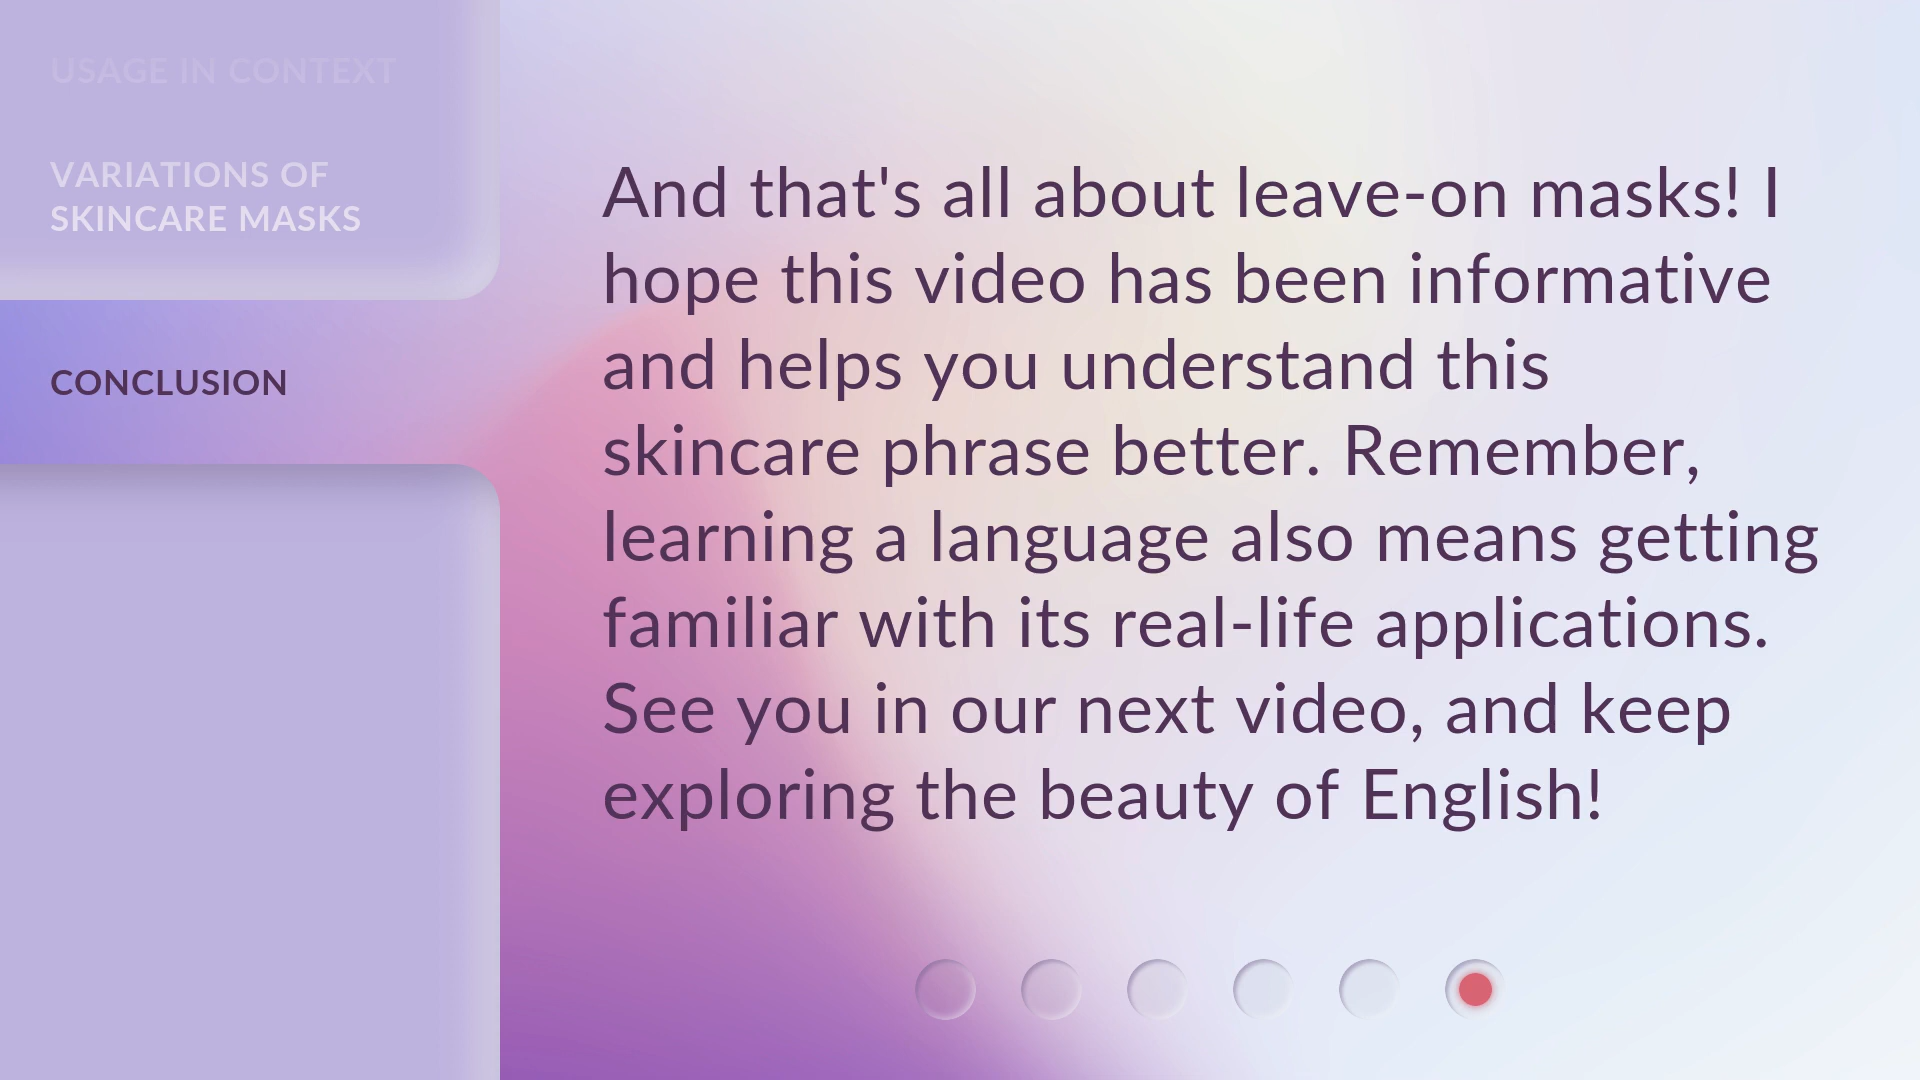 USAGE IN CONTEXT
VARIATIONS OF
SKINCARE MASKS
CONCLUSION
And that's all about leave-on masks! I
hope this video has been informative
and helps you understand this
skincare phrase better. Remember,
learning a language also means getting
familiar with its real-life applications.
See you in our next video, and keep
exploring the beauty of English!